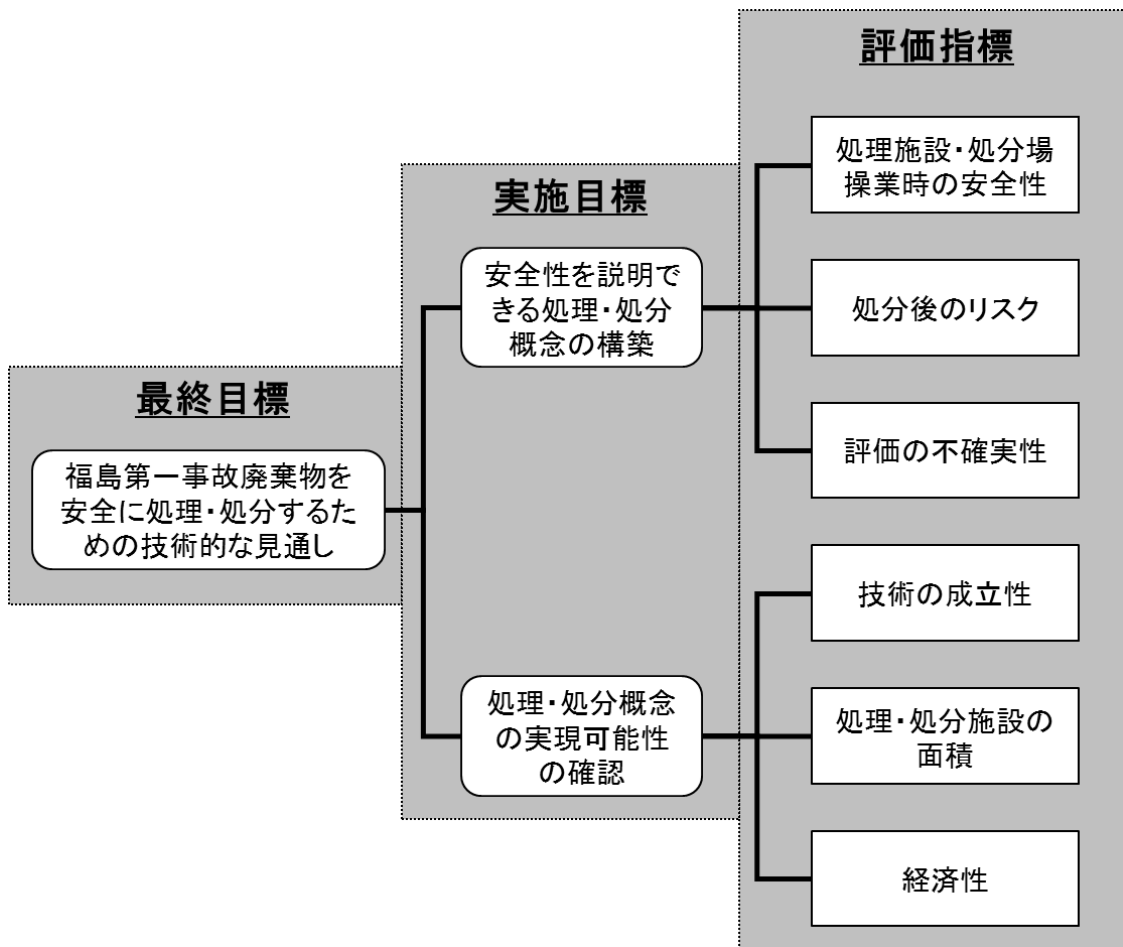 評価指標
処理施設・処分場
操業時の安全性
実施目標
安全性を説明で
きる処理・処分
概念の構築
処分後のリスク
最終目標
福島第一事故廃棄物を
安全に処理・処分するた
めの技術的な見通し
評価の不確実性
技術の成立性
処理・処分概念
の実現可能性
の確認
処理・処分施設の
面積
経済性